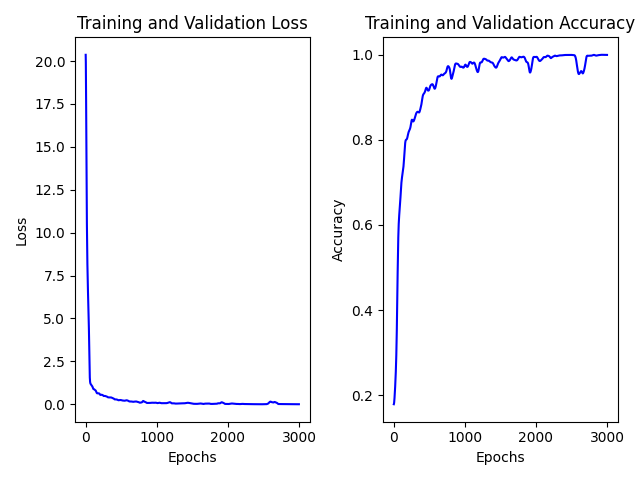 Training and Validation Loss
20.0
17.5
15.0
12.5
10.0
7.5
5.0
2.5
0.0
Loss
0 1000 2000 3000
Epochs
Training and Validation Accuracy
1.0
0.8
0.6
0.4
0.2
Accuracy
0 1000 2000 3000
Epochs